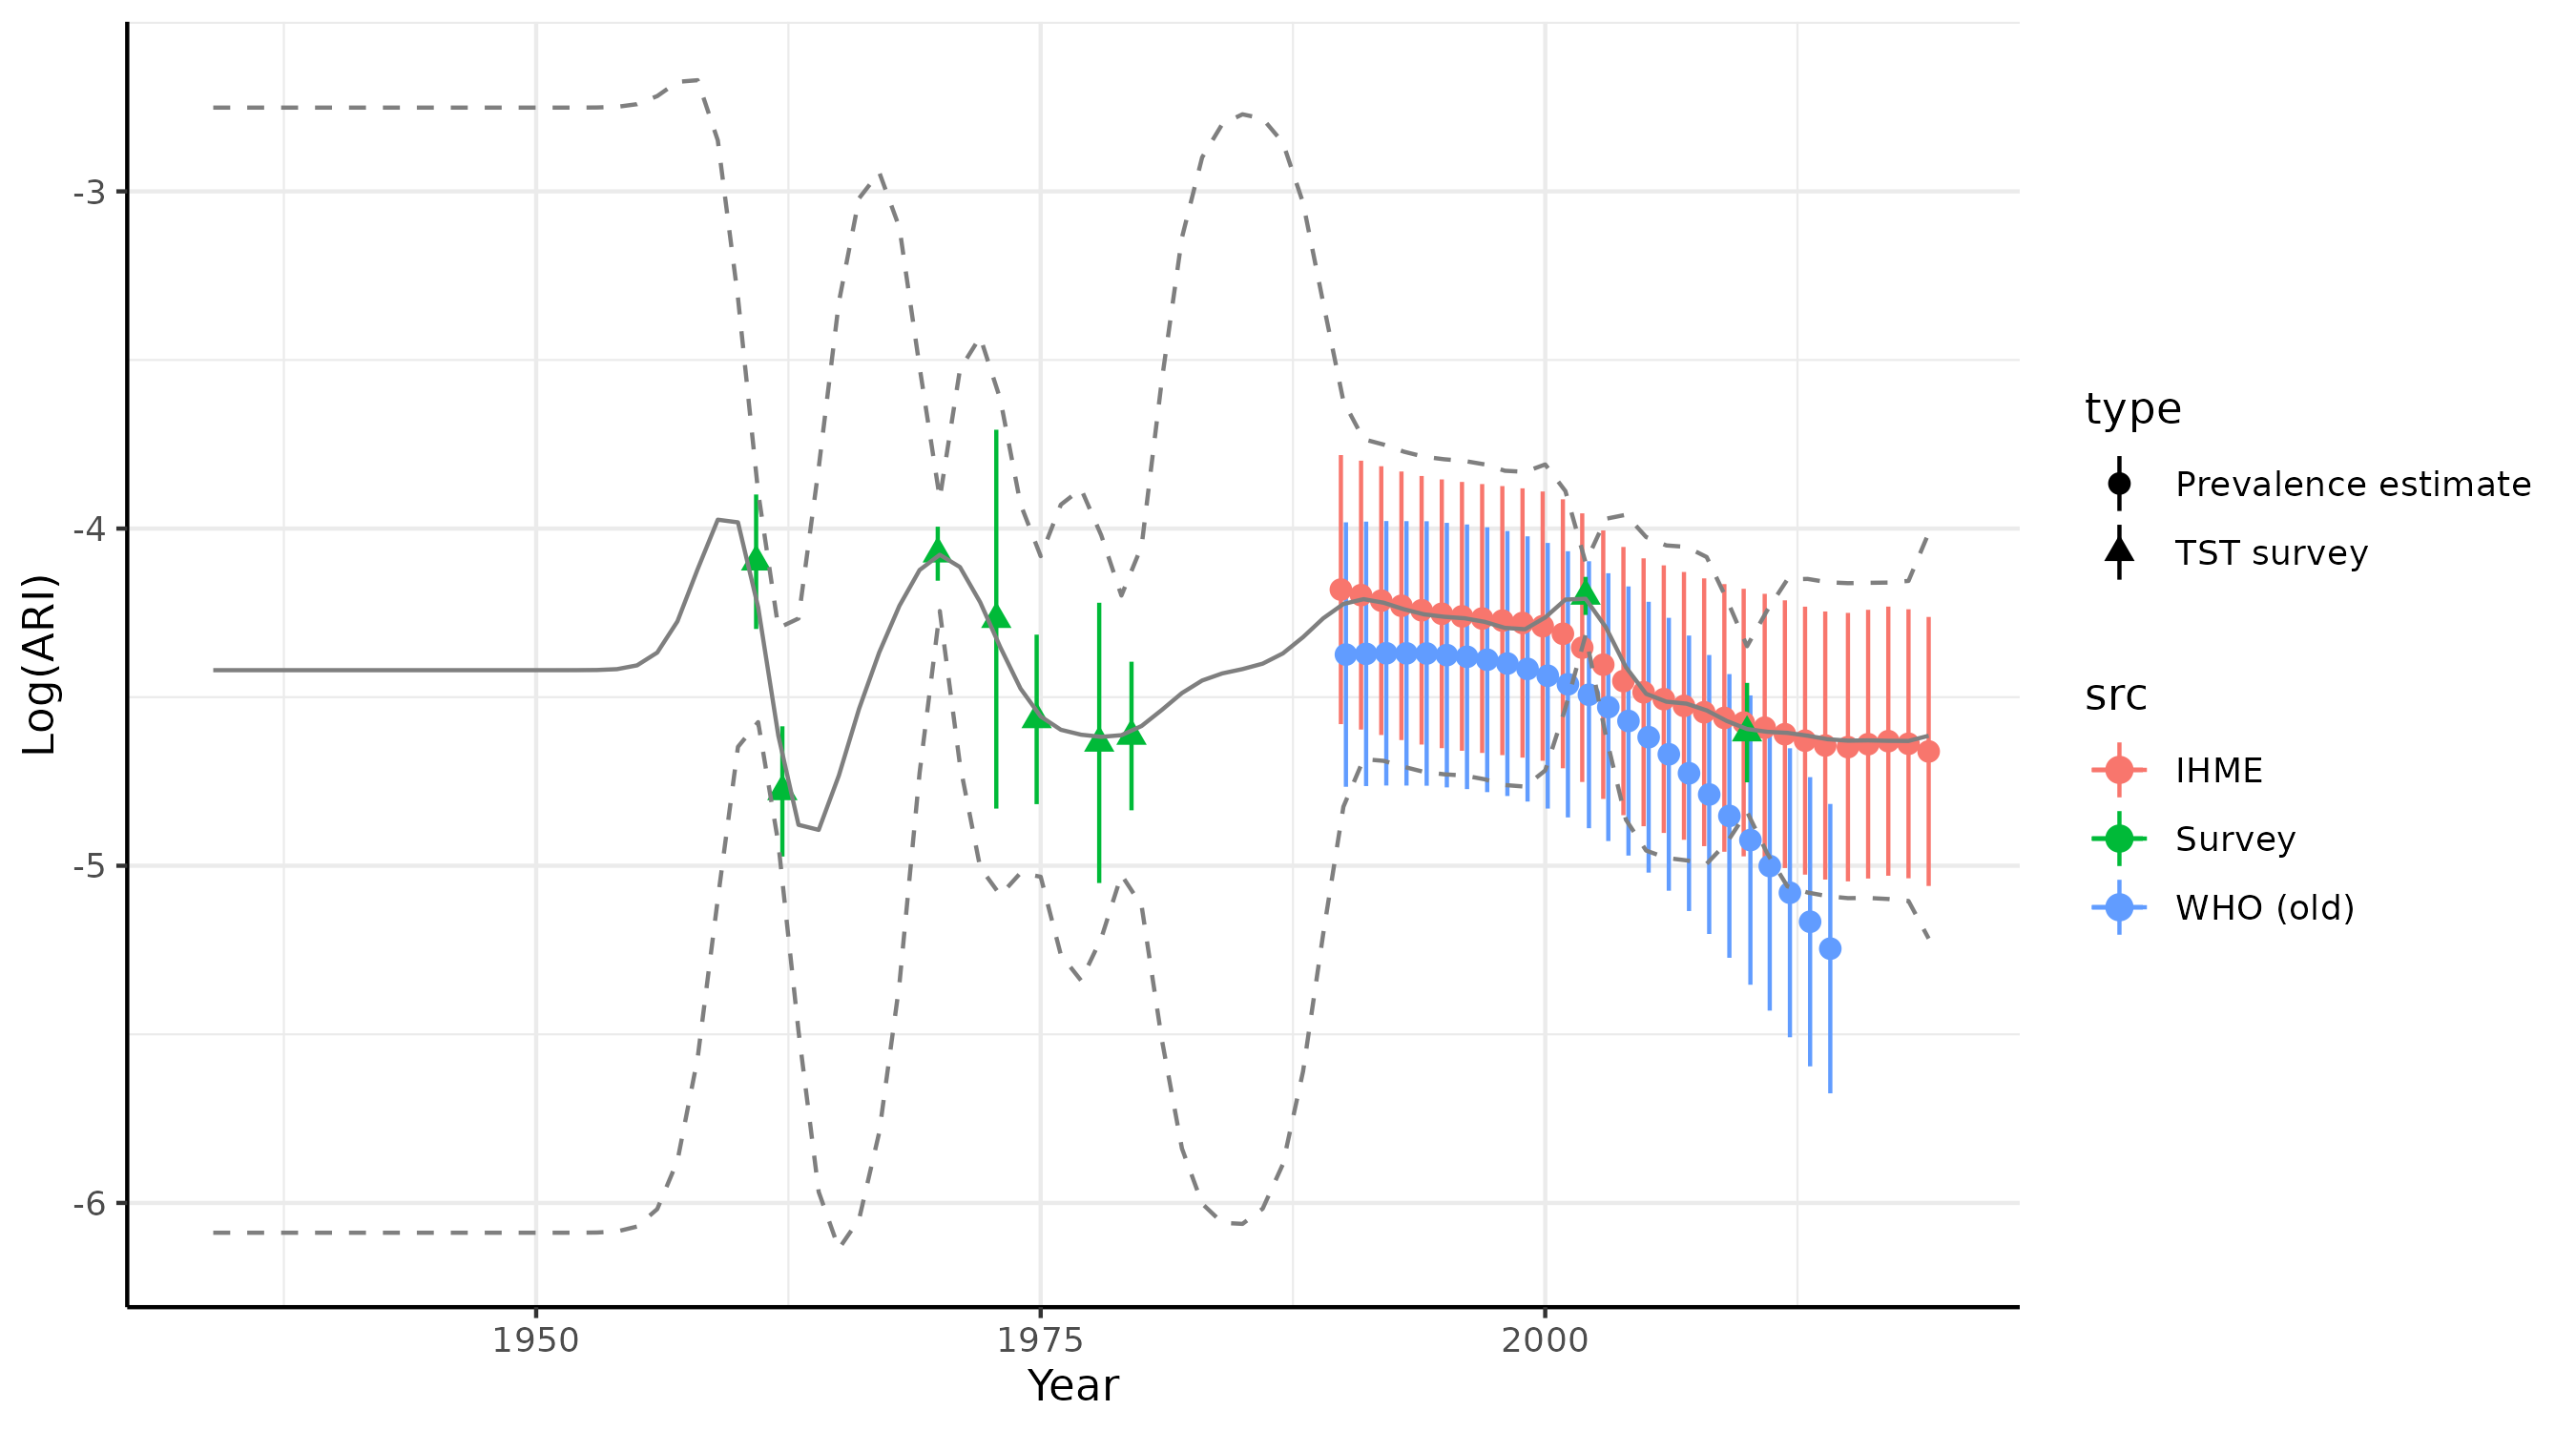 Log(ARI)
-3
-4
-5
-6
1950
1975
2000
Year
type
Prevalence estimate
TST survey
src
IHME
Survey
WHO (old)